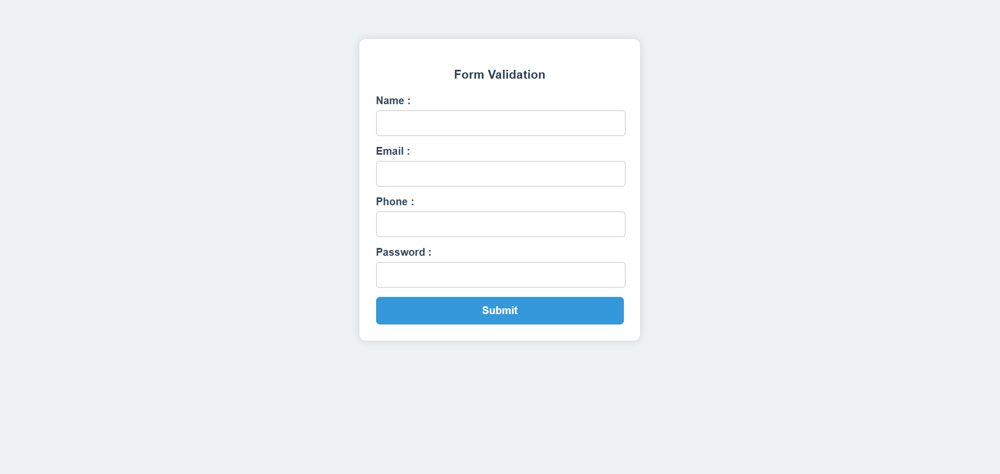 Form Validation
Name :
Email :
Phone :
Password :
Submit